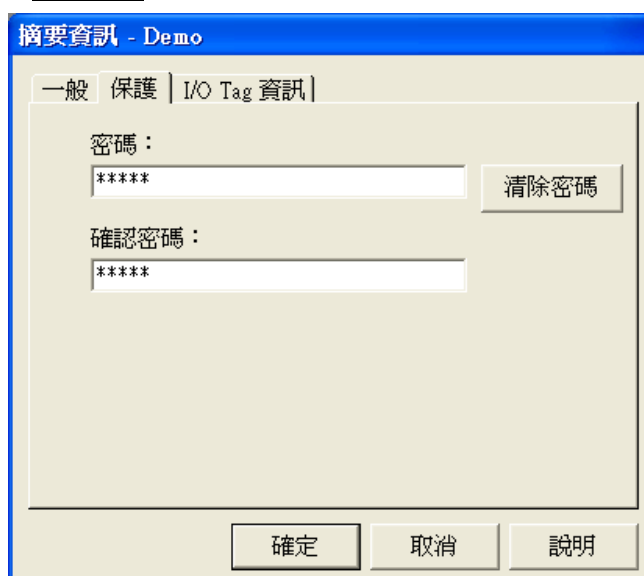 摘要資訊 - Demo
一般 保護 I/O Tag 資訊
密碼：
*****
清除密碼
確認密碼：
*****
確定 取消 說明